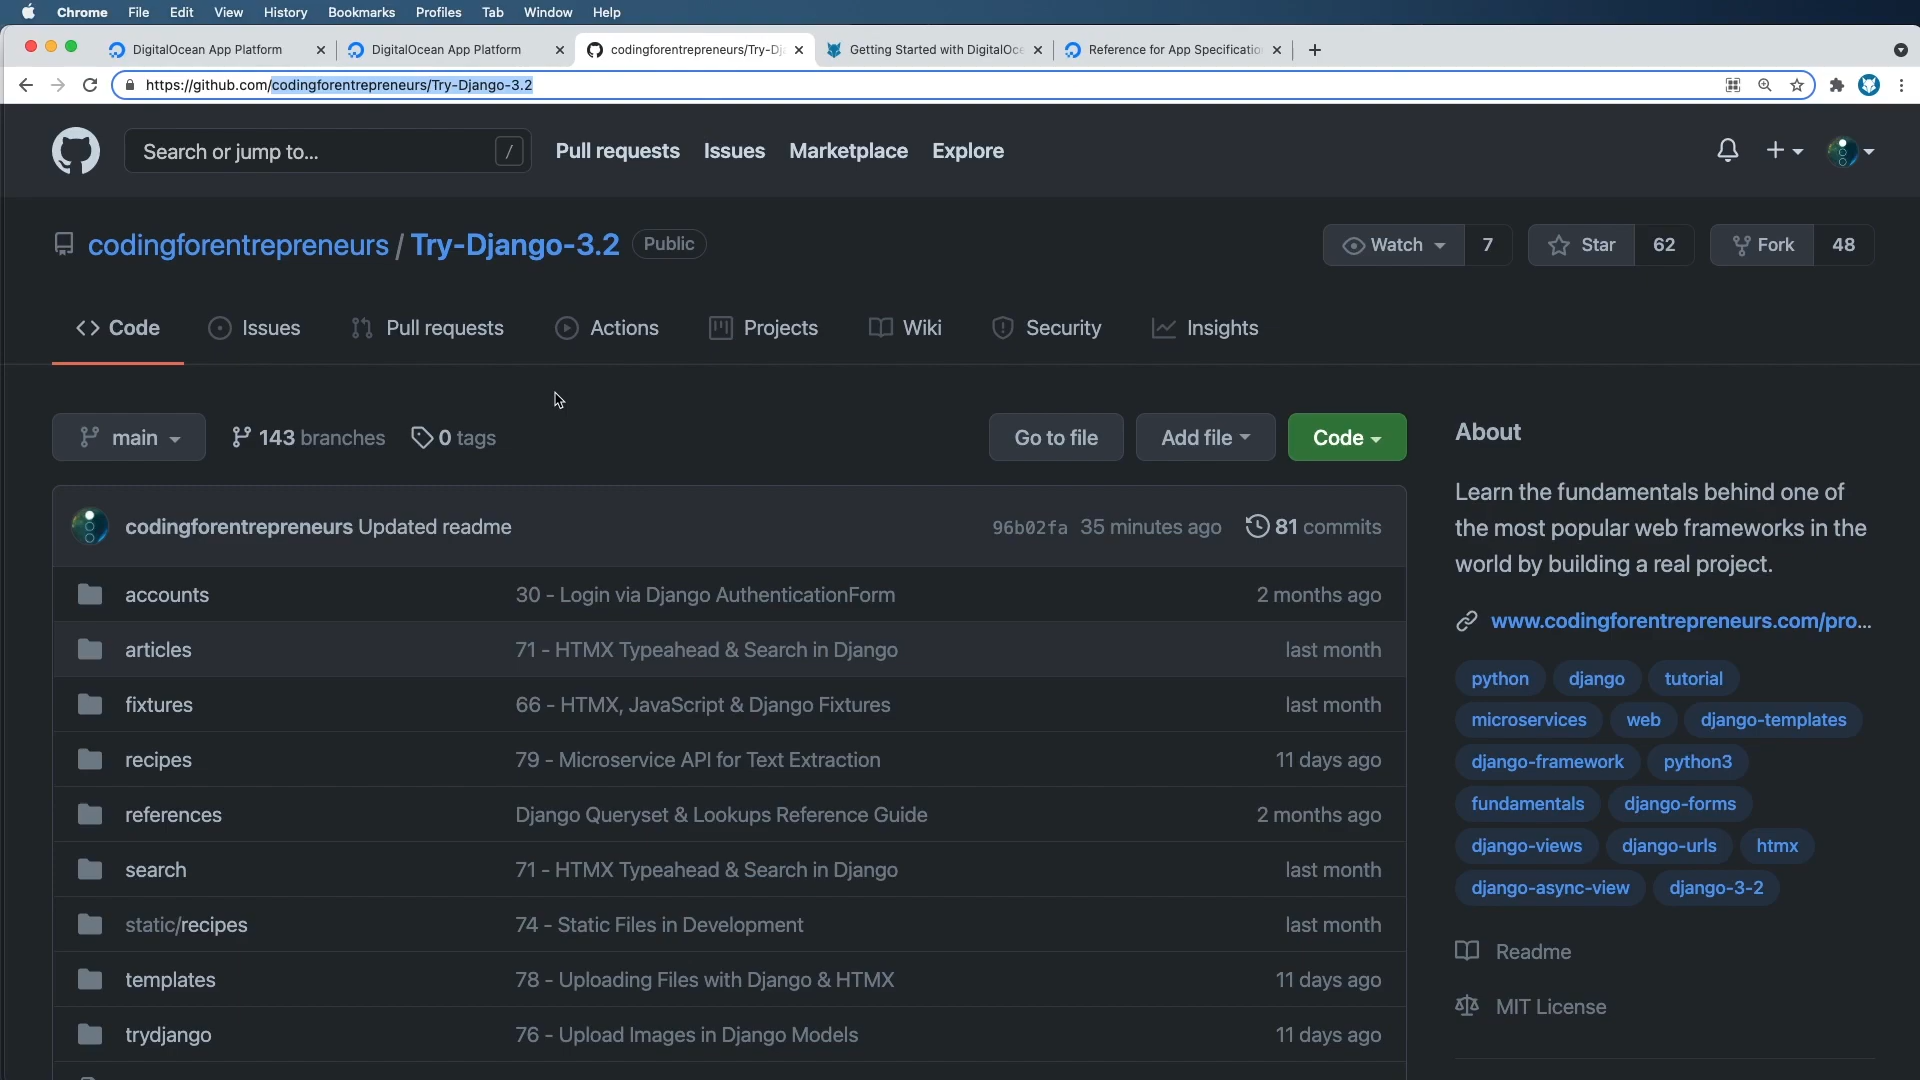 Chrome File Edit View History Bookmarks Profiles Tab Window Help
DigitalOcean App Platform DigitalOcean App Platform codingforentrepreneurs/Try-Dj Getting Started with DigitalOce Reference for App Specificatio
https://github.com/codingforentrepreneurs/Try-Django-3.2
Search or jump to... / Pull requests Issues Marketplace Explore
codingforentrepreneurs / Try-Django-3.2 Public Watch 7 Star 62 Fork 48
Code Issues Pull requests Actions Projects Wiki Security Insights
main 143 branches 0 tags Go to file Add file Code
codingforentrepreneurs Updated readme 96b02fa 35 minutes ago 81 commits
accounts 30 - Login via Django AuthenticationForm 2 months ago
articles 71 - HTMX Typeahead & Search in Django last month
fixtures 66 - HTMX, JavaScript & Django Fixtures last month
recipes 79 - Microservice API for Text Extraction 11 days ago
references Django Queryset & Lookups Reference Guide 2 months ago
search 71 - HTMX Typeahead & Search in Django last month
static/recipes 74 - Static Files in Development last month
templates 78 - Uploading Files with Django & HTMX 11 days ago
trydjango 76 - Upload Images in Django Models 11 days ago
About
Learn the fundamentals behind one of
the most popular web frameworks in the
world by building a real project.
www.codingforentrepreneurs.com/pro...
python django tutorial
microservices web django-templates
django-framework python3
fundamentals django-forms
django-views django-urls htmx
django-async-view django-3-2
Readme
MIT License